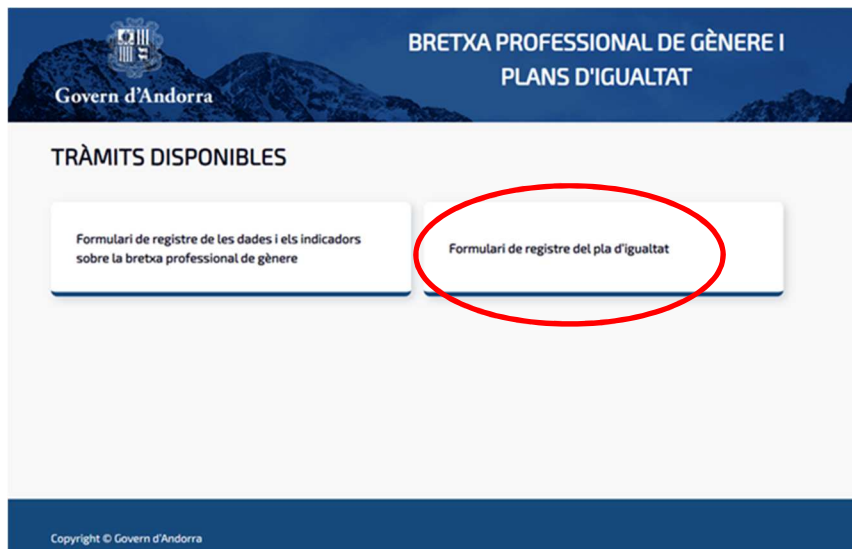 Govern d'Andorra
BRETXA PROFESSIONAL DE GÈNERE I
PLANS D'IGUALTAT
TRÀMITS DISPONIBLES
Formulari de registre de les dades i els indicadors
sobre la bretxa professional de gènere
Formulari de registre del pla d'igualtat
Copyright © Govern d'Andorra